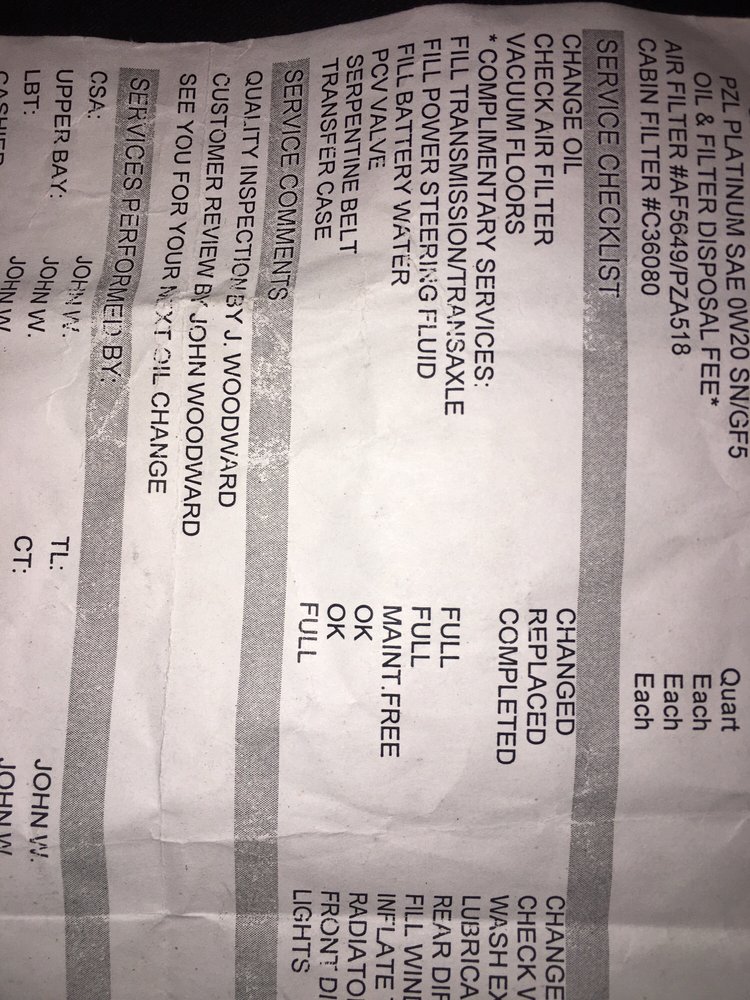 PZL PLATINUM SAE 0W20 SN/GF5 Quart
OIL & FILTER DISPOSAL FEE* Each
AIR FILTER #AF5649/PZA518 Each
CABIN FILTER #C36080 Each
SERVICE CHECKLIST
CHANGE OIL CHANGED CHANGE
CHECK AIR FILTER REPLACED CHECK
VACUUM FLOORS COMPLETED WASH
*COMPLIMENTARY SERVICES:
FILL TRANSMISSION/TRANSAXLE FULL
FILL POWER STEERING FLUID FULL REAR
FILL BATTERY WATER MAINT.FREE FILL
PCV VALVE OK INFLATE
SERPENTINE BELT OK
TRANSFER CASE FULL FRONT
LIGHTS
SERVICE COMMENTS
QUALITY INSPECTION BY J. WOODWARD
CUSTOMER REVIEW BY JOHN WOODWARD
SEE YOU FOR YOUR NEXT OIL CHANGE
SERVICES PERFORMED BY:
CSA: JOHN W. TL: JOHN W.
UPPER BAY: JOHN W. CT: JOHN W.
LBT: JOHN W.
CASHIER